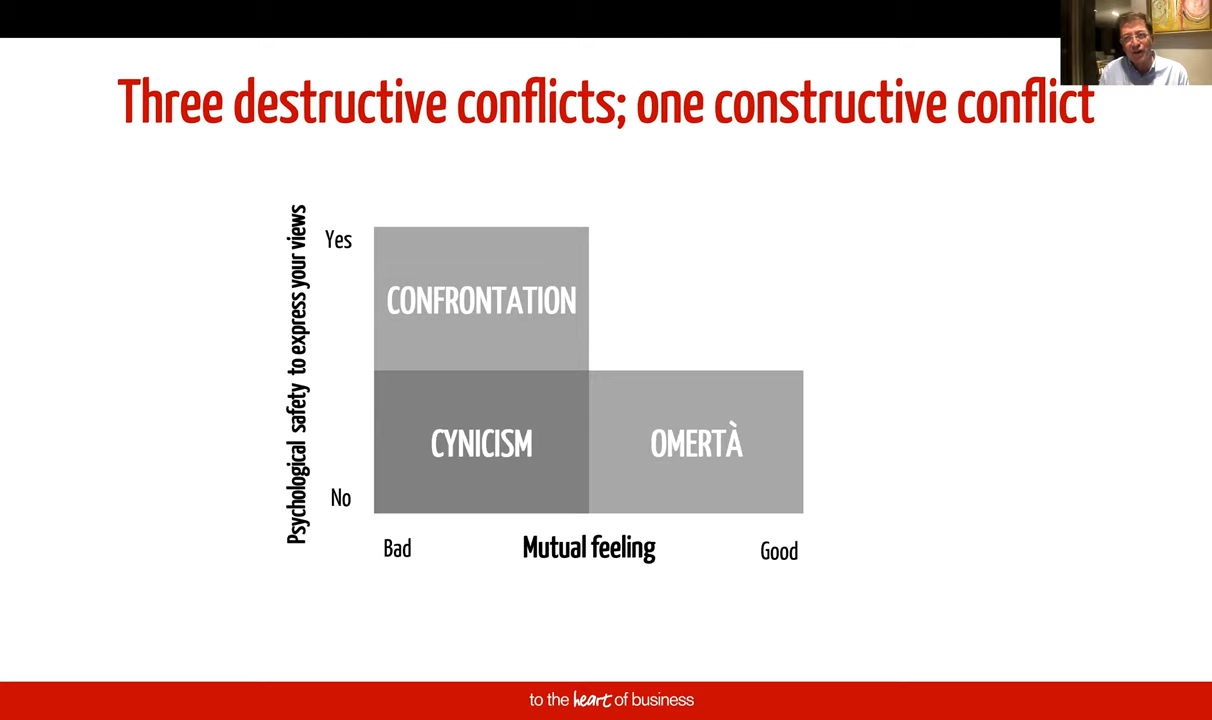 Three destructive conflicts; one constructive conflict
Psychological safety to express your views
Yes
CONFRONTATION
CYNICISM
OMERTÀ
No
Bad
Mutual feeling
Good
to the heart of business